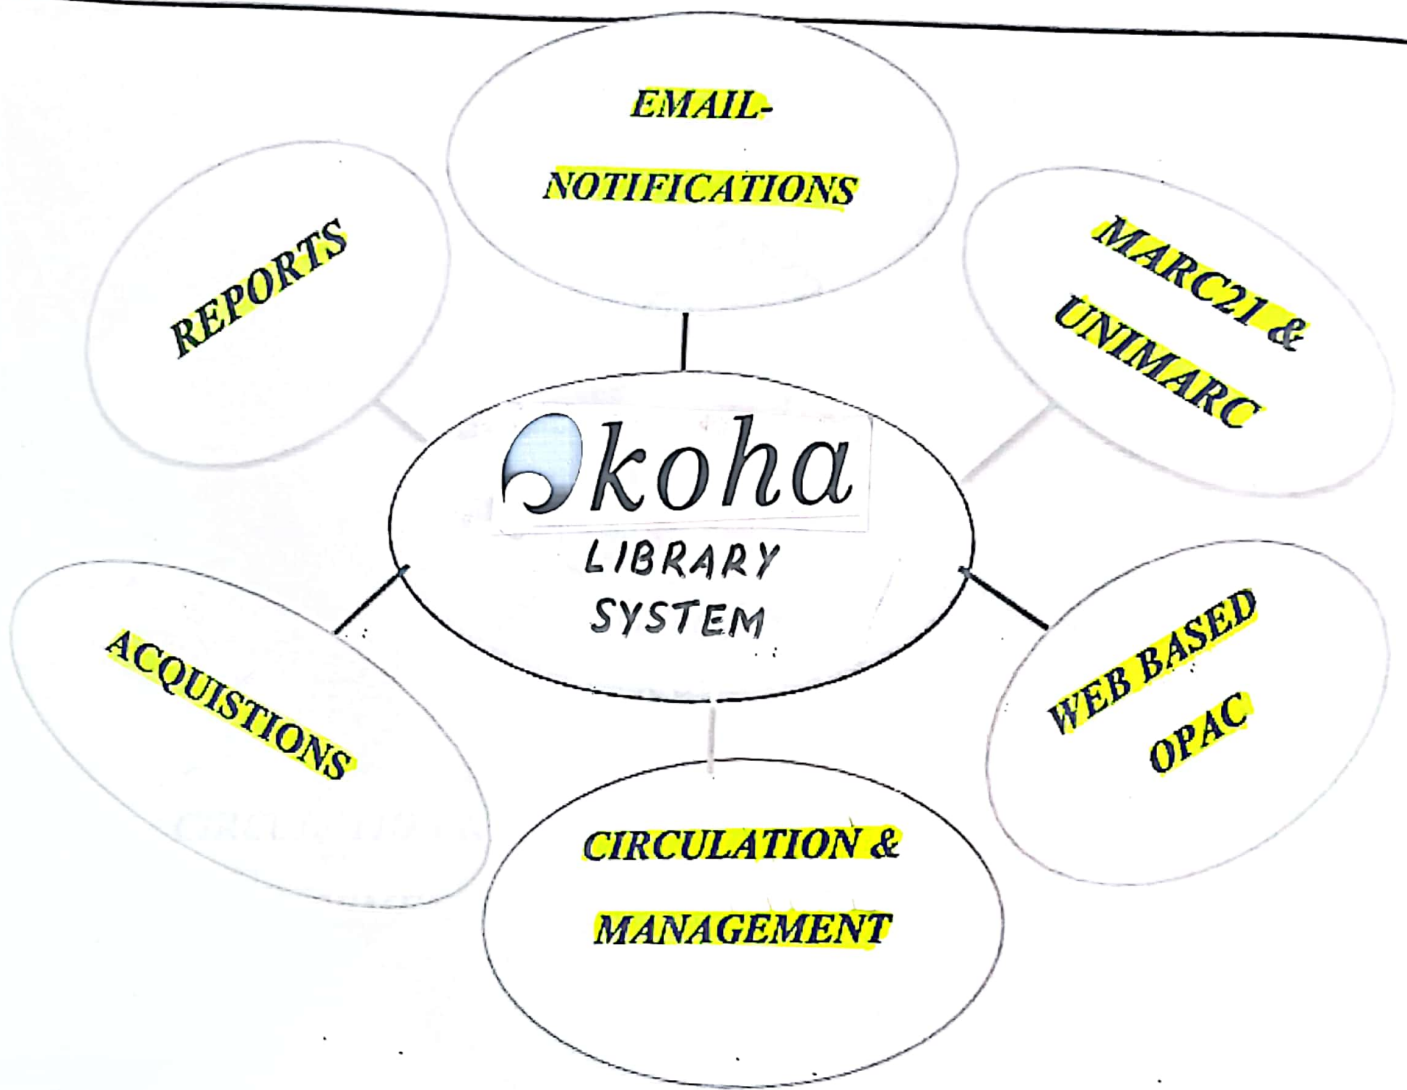 EMAIL-
NOTIFICATIONS
REPORTS
MARC21 &
UNIMARC
koha
LIBRARY
SYSTEM
ACQUISTIONS
WEB BASED
OPAC
CIRCULATION &
MANAGEMENT